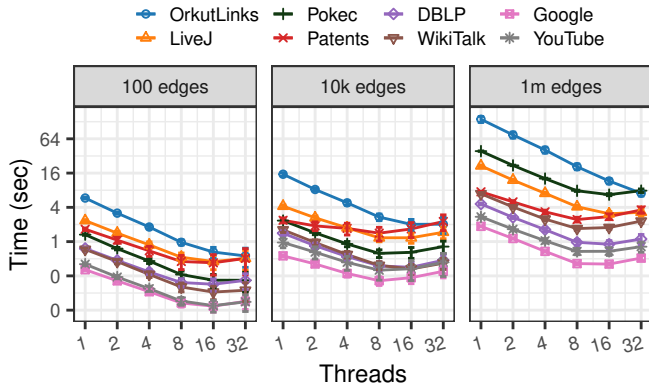 OrkutLinks Pokec DBLP Google
LiveJ Patents WikiTalk YouTube
100 edges 10k edges 1m edges
Time (sec)
64
16
4
1
0
0
1 2 4 8 16 32 1 2 4 8 16 32 1 2 4 8 16 32
Threads